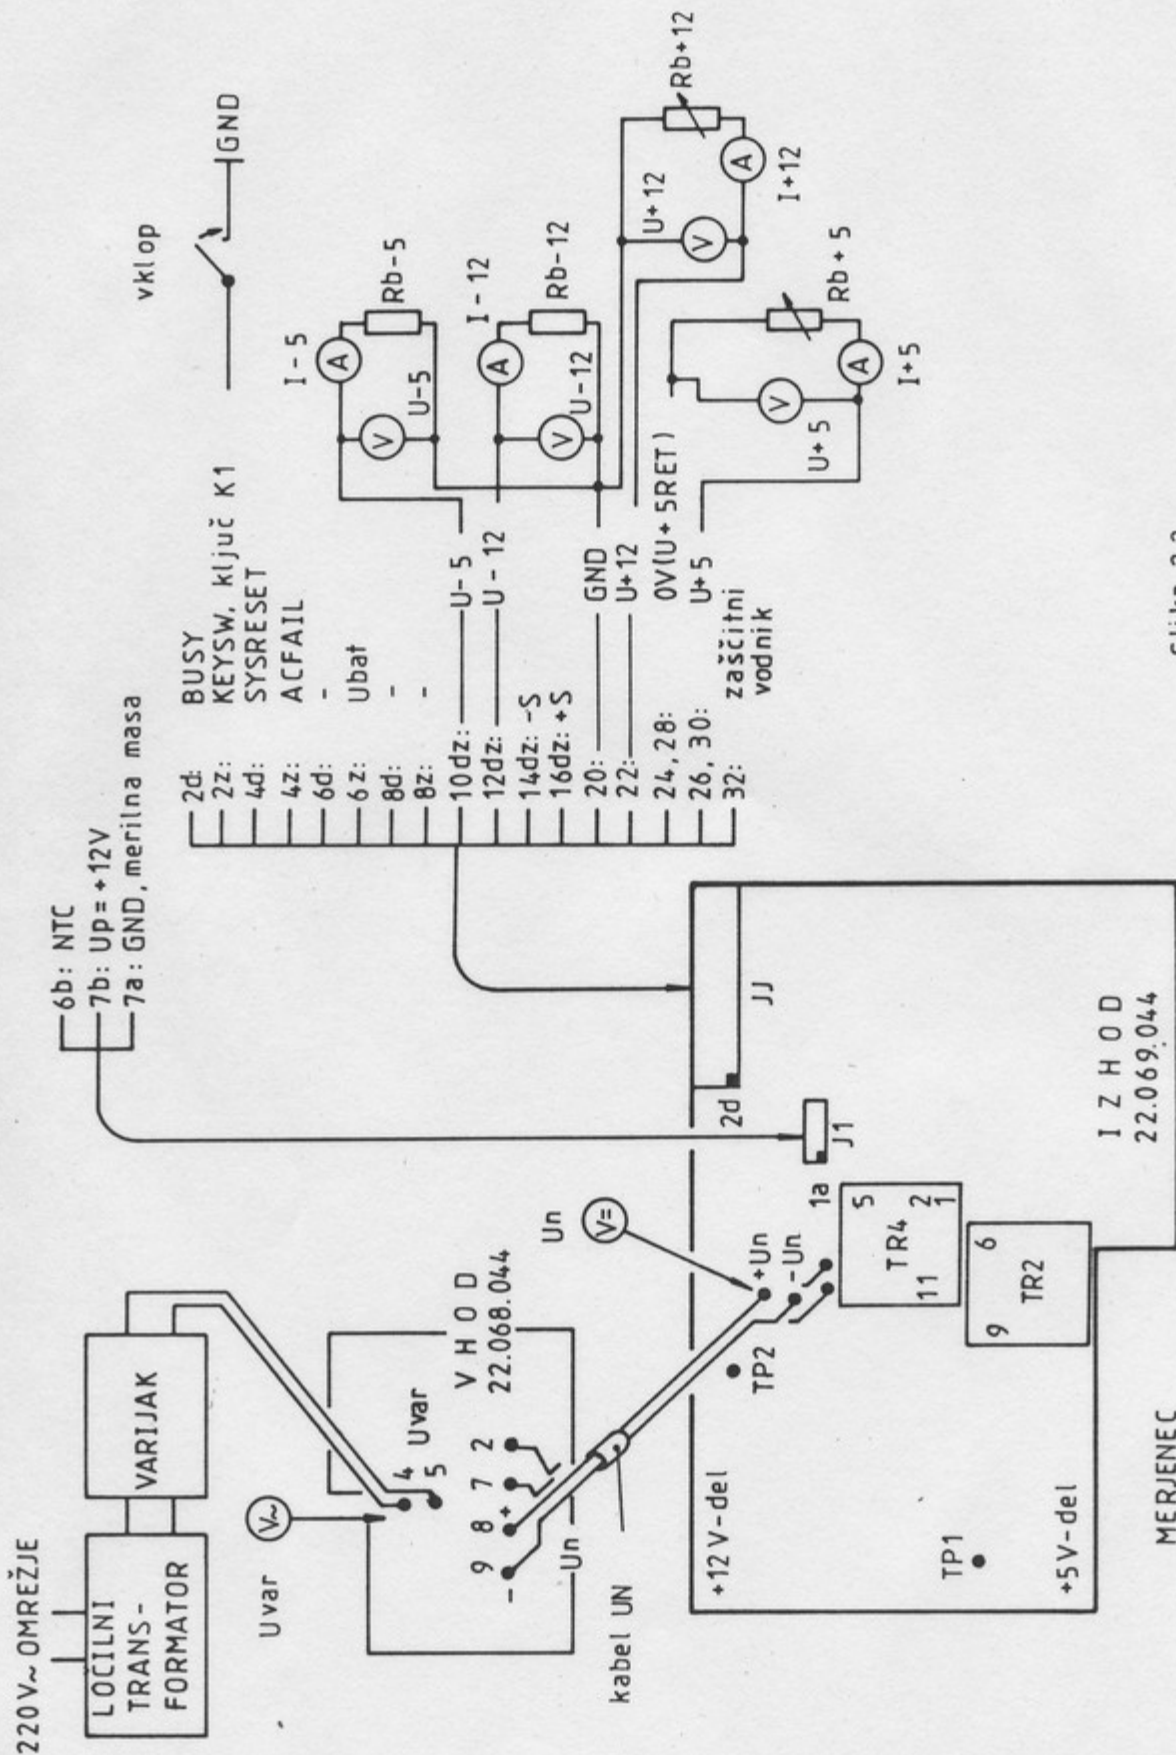 220V~ OMREŽJE
LOČILNI
TRANS-
FORMATOR
VARIJAK
Uvar
V~
4
5
Uvar
V H O D
22.068.044
9
8
7
2
-
+
Un
kabel UN
Un
V=
6b: NTC
7b: Up=+12V
7a: GND, merilna masa
2d: BUSY
2z: KEYSW, ključ K1
4d: SYSRESET
4z: ACFAIL
6d: -
6z: Ubat
8d: -
8z: -
10dz: U-5
12dz: U-12
14dz: -S
16dz: +S
20: GND
22: U+12
24, 28: 0V(U+5RET)
26, 30: U+5
32: zaščitni
vodnik
vklop
GND
I-5
A
Rb-5
V
U-5
I-12
A
Rb-12
V
U-12
U+12
V
A
I+12
Rb+12
U+5
V
A
I+5
Rb+5
+12V-del
TP2
+Un
-Un
1a
J1
2d
JJ
TR4
5
2
1
11
TR2
6
9
TP1
+5V-del
I Z H O D
22.069.044
MERJENEC